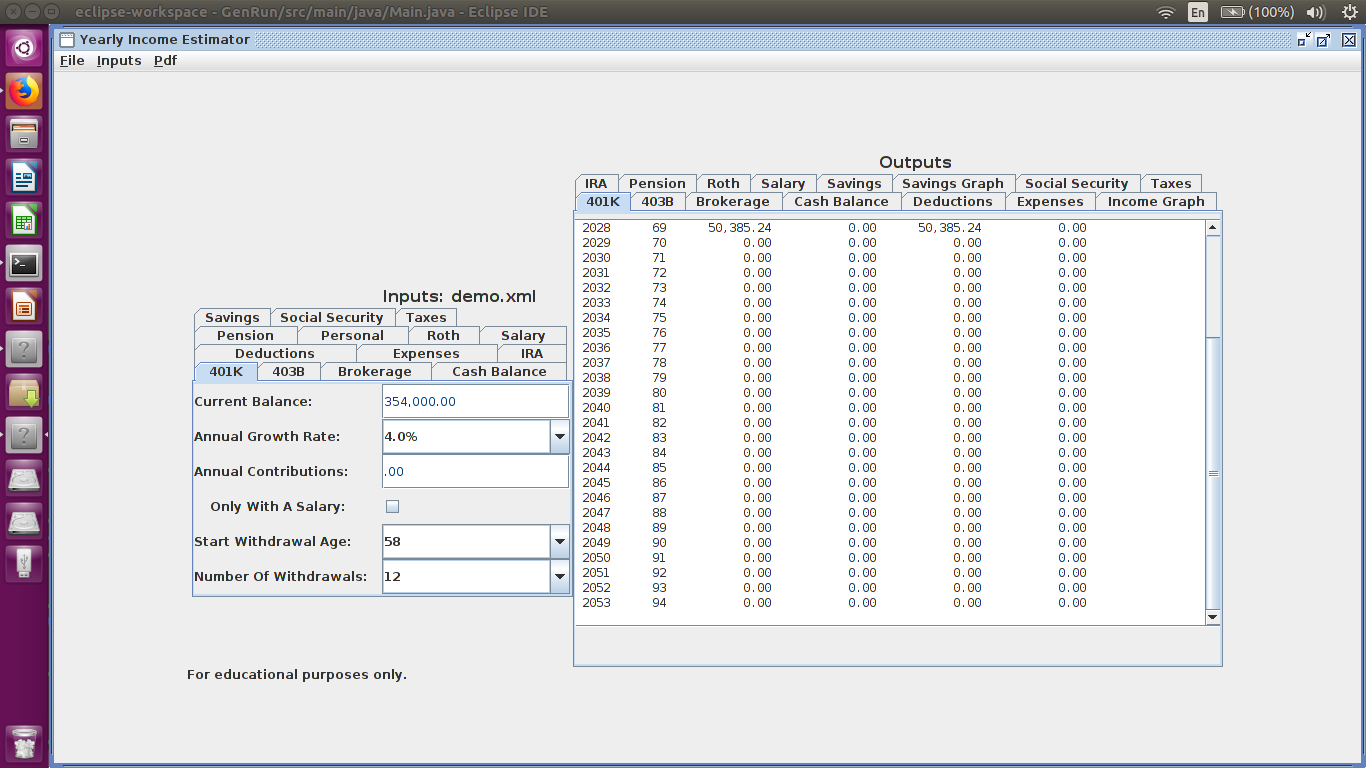 eclipse-workspace - GenRun/src/main/java/Main.java - Eclipse IDE
En (100%)
Yearly Income Estimator
File Inputs Pdf
Inputs: demo.xml
Savings Social Security Taxes
Pension Personal Roth Salary
Deductions Expenses IRA
401K 403B Brokerage Cash Balance
Current Balance: 354,000.00
Annual Growth Rate: 4.0%
Annual Contributions: .00
Only With A Salary:
Start Withdrawal Age: 58
Number Of Withdrawals: 12
Outputs
IRA Pension Roth Salary Savings Savings Graph Social Security Taxes
401K 403B Brokerage Cash Balance Deductions Expenses Income Graph
2028 69 50,385.24 0.00 50,385.24 0.00
2029 70 0.00 0.00 0.00 0.00
2030 71 0.00 0.00 0.00 0.00
2031 72 0.00 0.00 0.00 0.00
2032 73 0.00 0.00 0.00 0.00
2033 74 0.00 0.00 0.00 0.00
2034 75 0.00 0.00 0.00 0.00
2035 76 0.00 0.00 0.00 0.00
2036 77 0.00 0.00 0.00 0.00
2037 78 0.00 0.00 0.00 0.00
2038 79 0.00 0.00 0.00 0.00
2039 80 0.00 0.00 0.00 0.00
2040 81 0.00 0.00 0.00 0.00
2041 82 0.00 0.00 0.00 0.00
2042 83 0.00 0.00 0.00 0.00
2043 84 0.00 0.00 0.00 0.00
2044 85 0.00 0.00 0.00 0.00
2045 86 0.00 0.00 0.00 0.00
2046 87 0.00 0.00 0.00 0.00
2047 88 0.00 0.00 0.00 0.00
2048 89 0.00 0.00 0.00 0.00
2049 90 0.00 0.00 0.00 0.00
2050 91 0.00 0.00 0.00 0.00
2051 92 0.00 0.00 0.00 0.00
2052 93 0.00 0.00 0.00 0.00
2053 94 0.00 0.00 0.00 0.00
For educational purposes only.